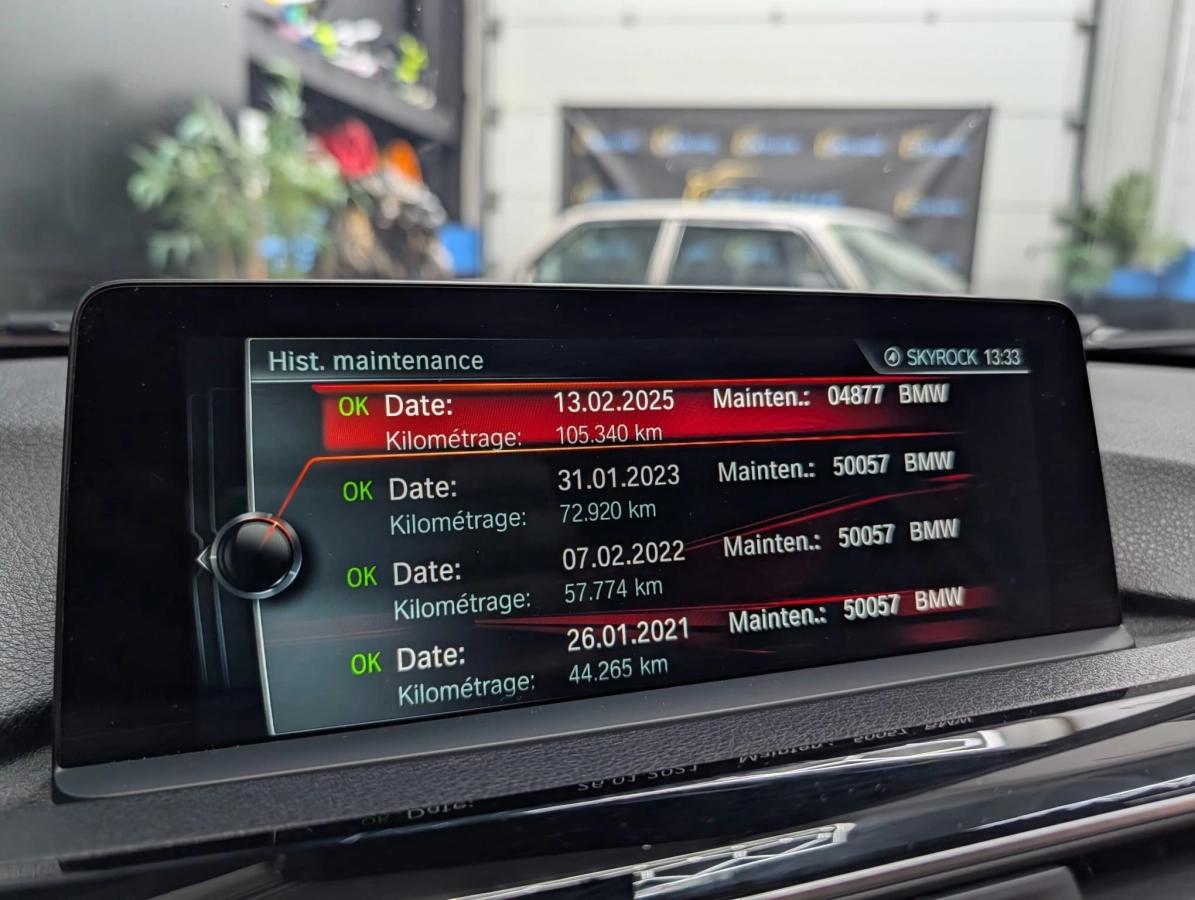 Hist. maintenance SKYROCK 13:33
OK Date: 13.02.2025 Mainten.: 04877 BMW
Kilométrage: 105.340 km
OK Date: 31.01.2023 Mainten.: 50057 BMW
Kilométrage: 72.920 km
OK Date: 07.02.2022 Mainten.: 50057 BMW
Kilométrage: 57.774 km
OK Date: 26.01.2021 Mainten.: 50057 BMW
Kilométrage: 44.265 km